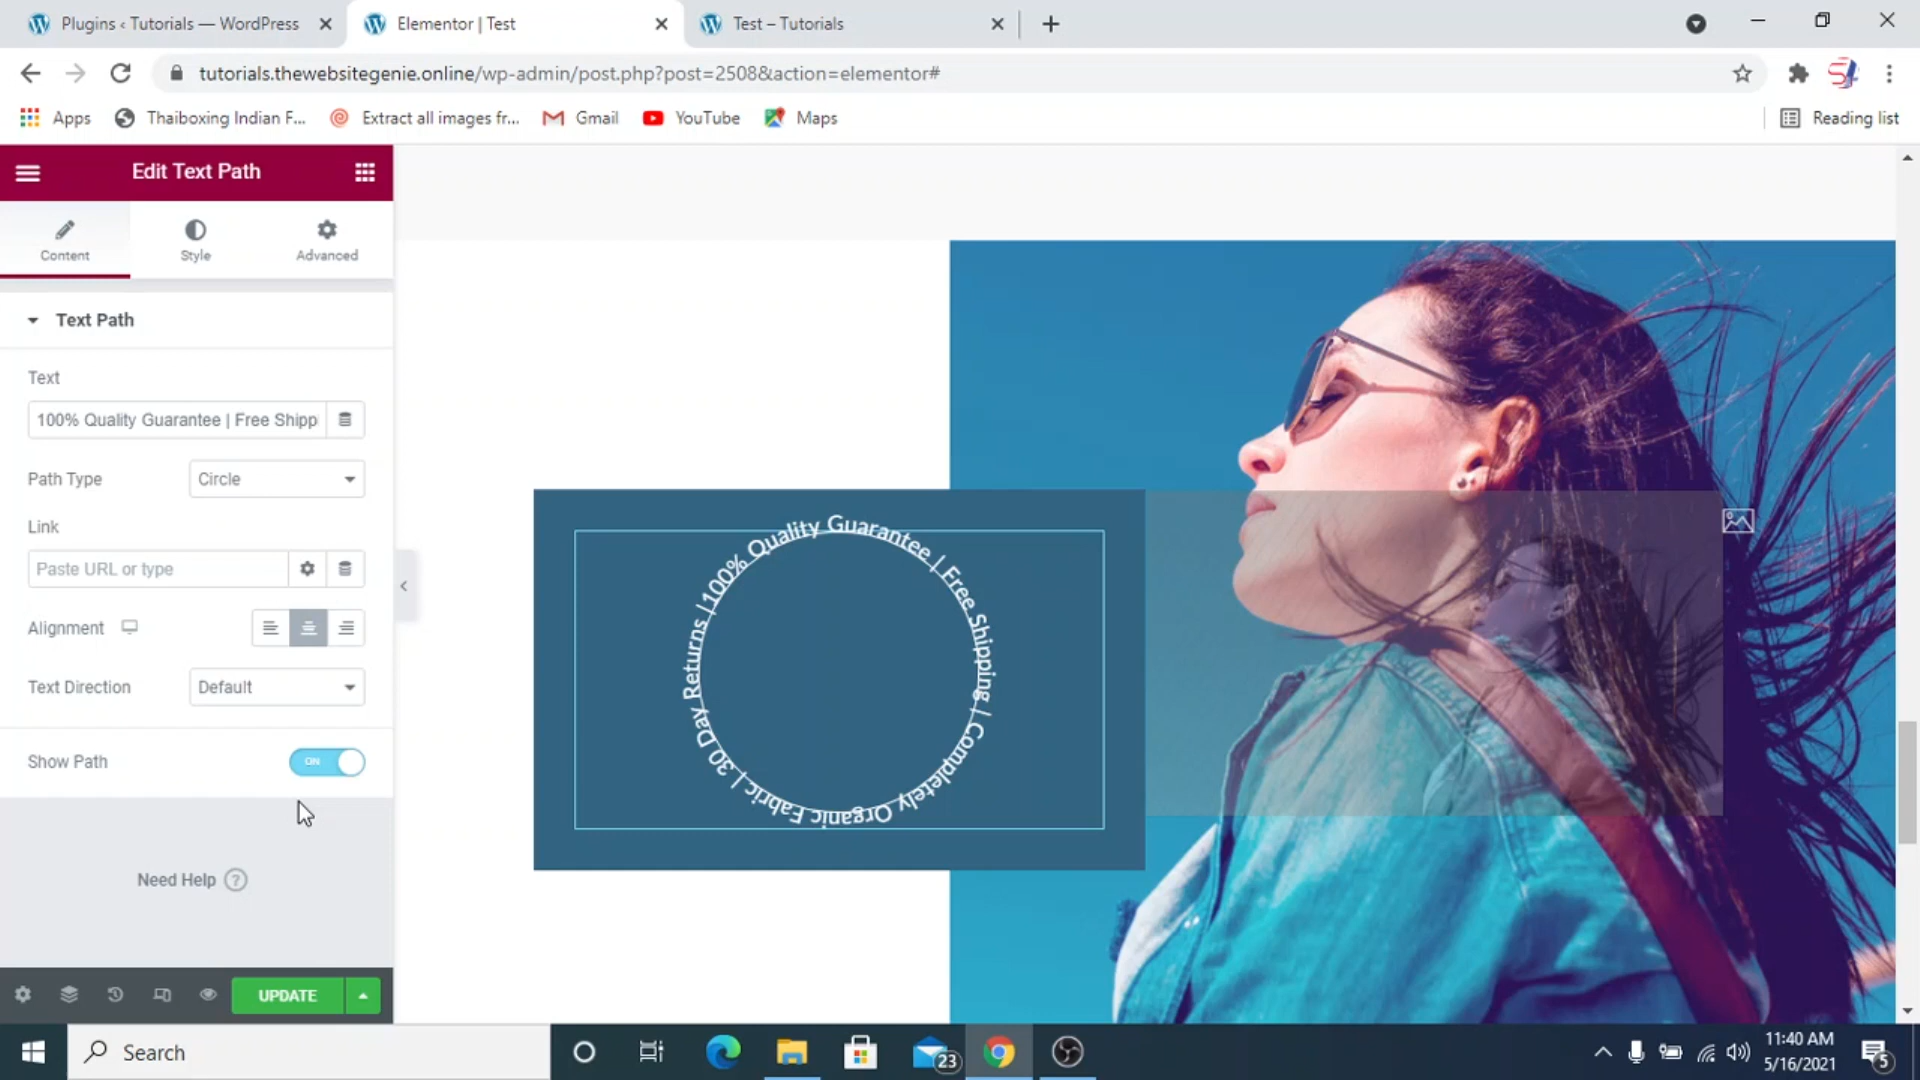 Plugins ‹ Tutorials — WordPress
Elementor | Test
Test – Tutorials
tutorials.thewebsitegenie.online/wp-admin/post.php?post=2508&action=elementor#
Apps
Thaiboxing Indian F...
Extract all images fr...
Gmail
YouTube
Maps
Reading list
Edit Text Path
Content
Style
Advanced
Text Path
Text
100% Quality Guarantee | Free Shipp
Path Type
Circle
Link
Paste URL or type
Alignment
Text Direction
Default
Show Path
ON
Need Help ?
UPDATE
100% Quality Guarantee | Free Shipping | Completely Organic Fabric | 30 Day Returns |
Search
23
11:40 AM
5/16/2021
5